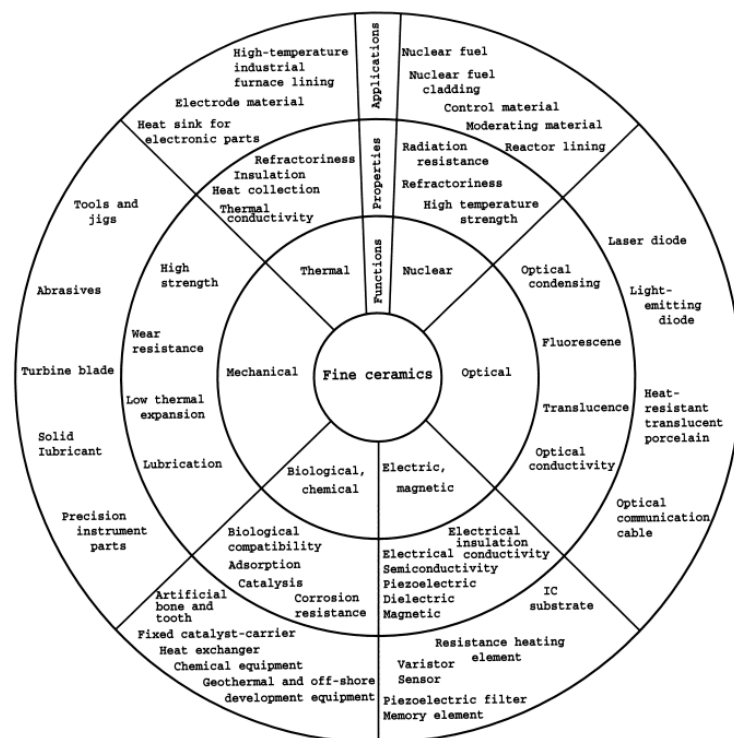 Applications
Properties
Functions
Fine ceramics
Thermal
Refractoriness
Insulation
Heat collection
Thermal
conductivity
High-temperature
industrial
furnace lining
Electrode material
Heat sink for
electronic parts
Nuclear
Radiation
resistance
Refractoriness
High temperature
strength
Nuclear fuel
Nuclear fuel
cladding
Control material
Moderating material
Reactor lining
Optical
Optical
condensing
Fluorescene
Translucence
Optical
conductivity
Laser diode
Light-
emitting
diode
Heat-
resistant
translucent
porcelain
Optical
communication
cable
Electric,
magnetic
Electrical
insulation
Electrical conductivity
Semiconductivity
Piezoelectric
Dielectric
Magnetic
IC
substrate
Resistance heating
element
Varistor
Sensor
Piezoelectric filter
Memory element
Biological,
chemical
Biological
compatibility
Adsorption
Catalysis
Corrosion
resistance
Artificial
bone and
tooth
Fixed catalyst-carrier
Heat exchanger
Chemical equipment
Geothermal and off-shore
development equipment
Mechanical
High
strength
Wear
resistance
Low thermal
expansion
Lubrication
Tools and
jigs
Abrasives
Turbine blade
Solid
Iubricant
Precision
instrument
parts